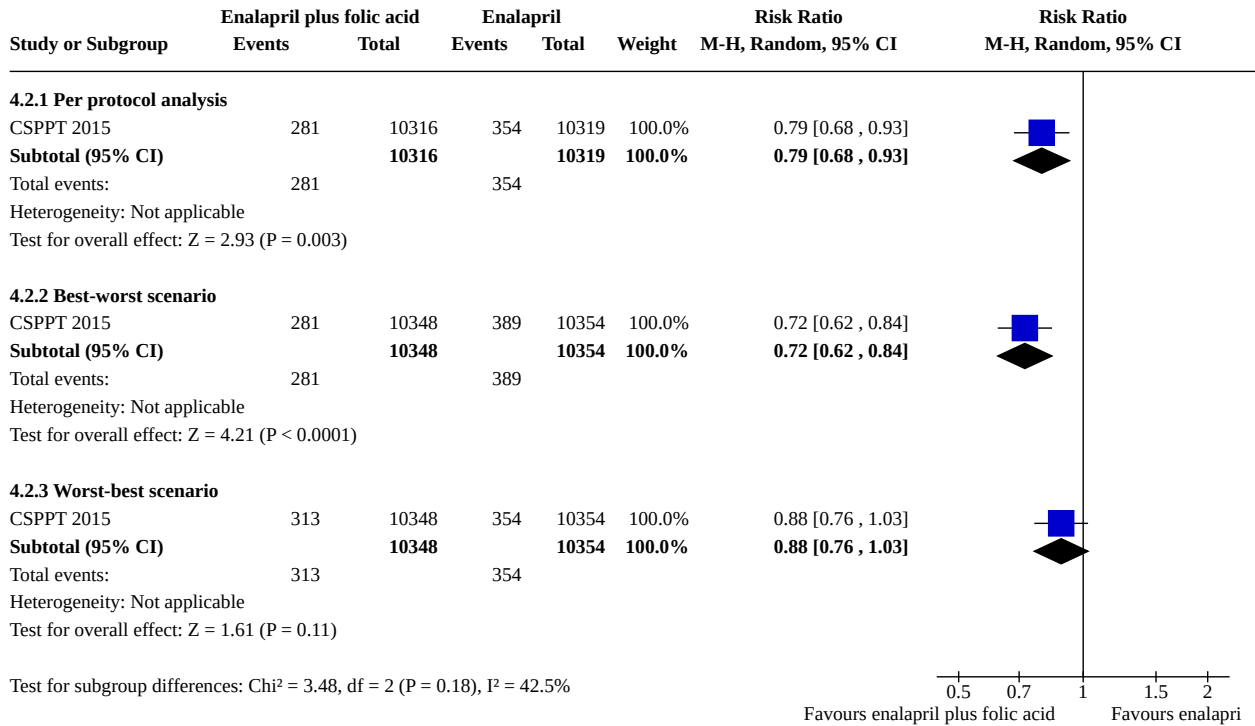 Enalapril plus folic acid Enalapril Risk Ratio Risk Ratio
Study or Subgroup Events Total Events Total Weight M-H, Random, 95% CI M-H, Random, 95% CI
4.2.1 Per protocol analysis
CSPPT 2015 281 10316 354 10319 100.0% 0.79 [0.68 , 0.93]
Subtotal (95% CI) 10316 10319 100.0% 0.79 [0.68 , 0.93]
Total events: 281 354
Heterogeneity: Not applicable
Test for overall effect: Z = 2.93 (P = 0.003)
4.2.2 Best-worst scenario
CSPPT 2015 281 10348 389 10354 100.0% 0.72 [0.62 , 0.84]
Subtotal (95% CI) 10348 10354 100.0% 0.72 [0.62 , 0.84]
Total events: 281 389
Heterogeneity: Not applicable
Test for overall effect: Z = 4.21 (P < 0.0001)
4.2.3 Worst-best scenario
CSPPT 2015 313 10348 354 10354 100.0% 0.88 [0.76 , 1.03]
Subtotal (95% CI) 10348 10354 100.0% 0.88 [0.76 , 1.03]
Total events: 313 354
Heterogeneity: Not applicable
Test for overall effect: Z = 1.61 (P = 0.11)
Test for subgroup differences: Chi² = 3.48, df = 2 (P = 0.18), I² = 42.5%
0.5 0.7 1 1.5 2
Favours enalapril plus folic acid Favours enalapri